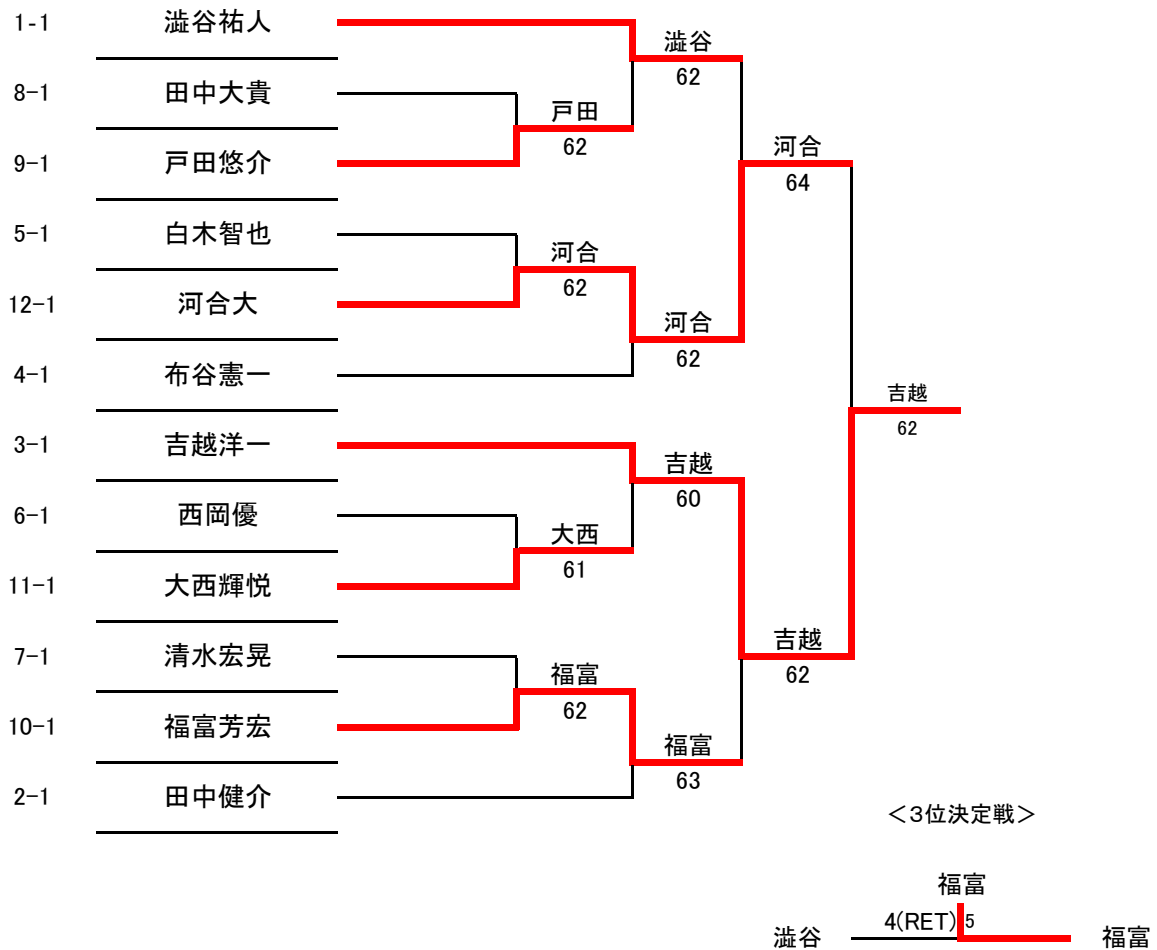 1-1 澁谷祐人
澁谷
62
8-1 田中大貴
戸田
62
9-1 戸田悠介
河合
64
5-1 白木智也
河合
62
12-1 河合大
河合
62
4-1 布谷憲一
吉越
62
3-1 吉越洋一
吉越
60
6-1 西岡優
大西
61
11-1 大西輝悦
7-1 清水宏晃
吉越
62
福富
62
10-1 福富芳宏
福富
63
2-1 田中健介
＜3位決定戦＞
福富
4(RET) 5
澁谷 福富